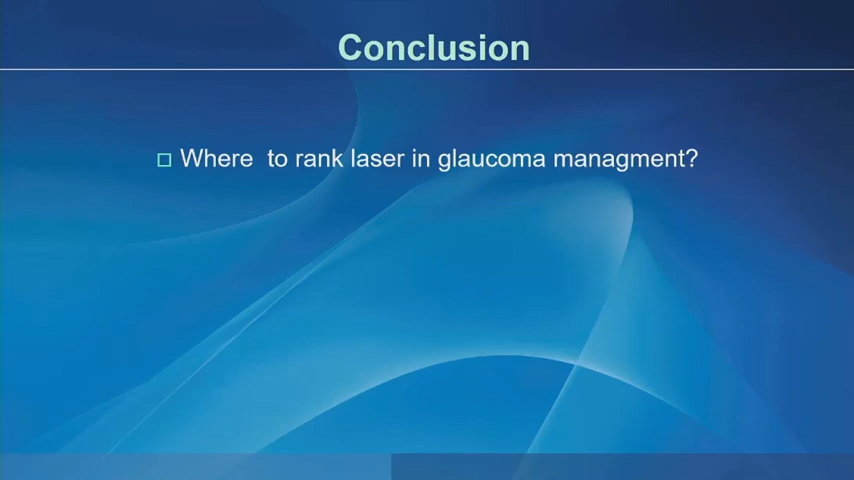 Conclusion
Where  to rank laser in glaucoma managment?